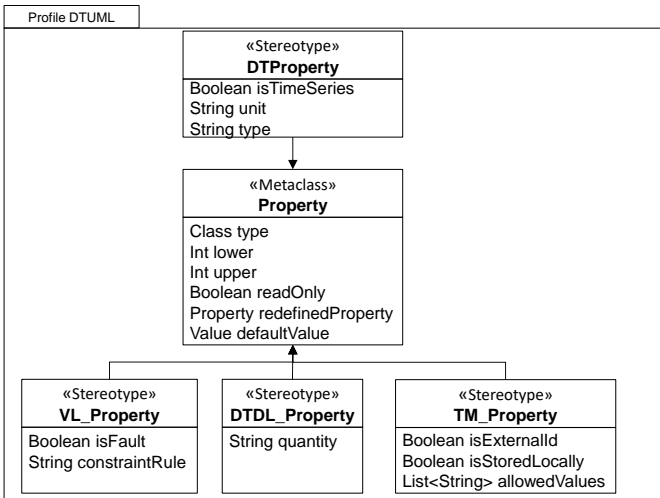 Profile DTUML
«Stereotype»
DTProperty
Boolean isTimeSeries
String unit
String type
«Metaclass»
Property
Class type
Int lower
Int upper
Boolean readOnly
Property redefinedProperty
Value defaultValue
«Stereotype»
VL_Property
Boolean isFault
String constraintRule
«Stereotype»
DTDL_Property
String quantity
«Stereotype»
TM_Property
Boolean isExternalId
Boolean isStoredLocally
List<String> allowedValues